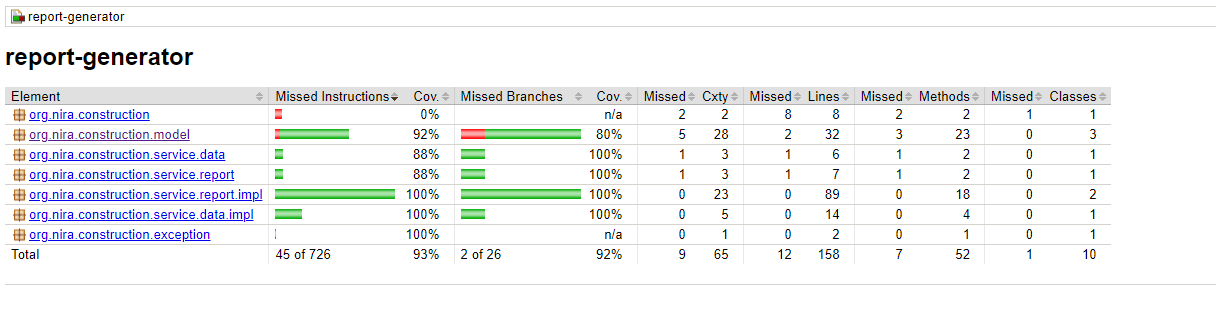 report-generator
report-generator
Element Missed Instructions Cov. Missed Branches Cov. Missed Cxty Missed Lines Missed Methods Missed Classes
org.nira.construction 0% n/a 2 2 8 8 2 2 1 1
org.nira.construction.model 92% 80% 5 28 2 32 3 23 0 3
org.nira.construction.service.data 88% 100% 1 3 1 6 1 2 0 1
org.nira.construction.service.report 88% 100% 1 3 1 7 1 2 0 1
org.nira.construction.service.report.impl 100% 100% 0 23 0 89 0 18 0 2
org.nira.construction.service.data.impl 100% 100% 0 5 0 14 0 4 0 1
org.nira.construction.exception 100% n/a 0 1 0 2 0 1 0 1
Total 45 of 726 93% 2 of 26 92% 9 65 12 158 7 52 1 10